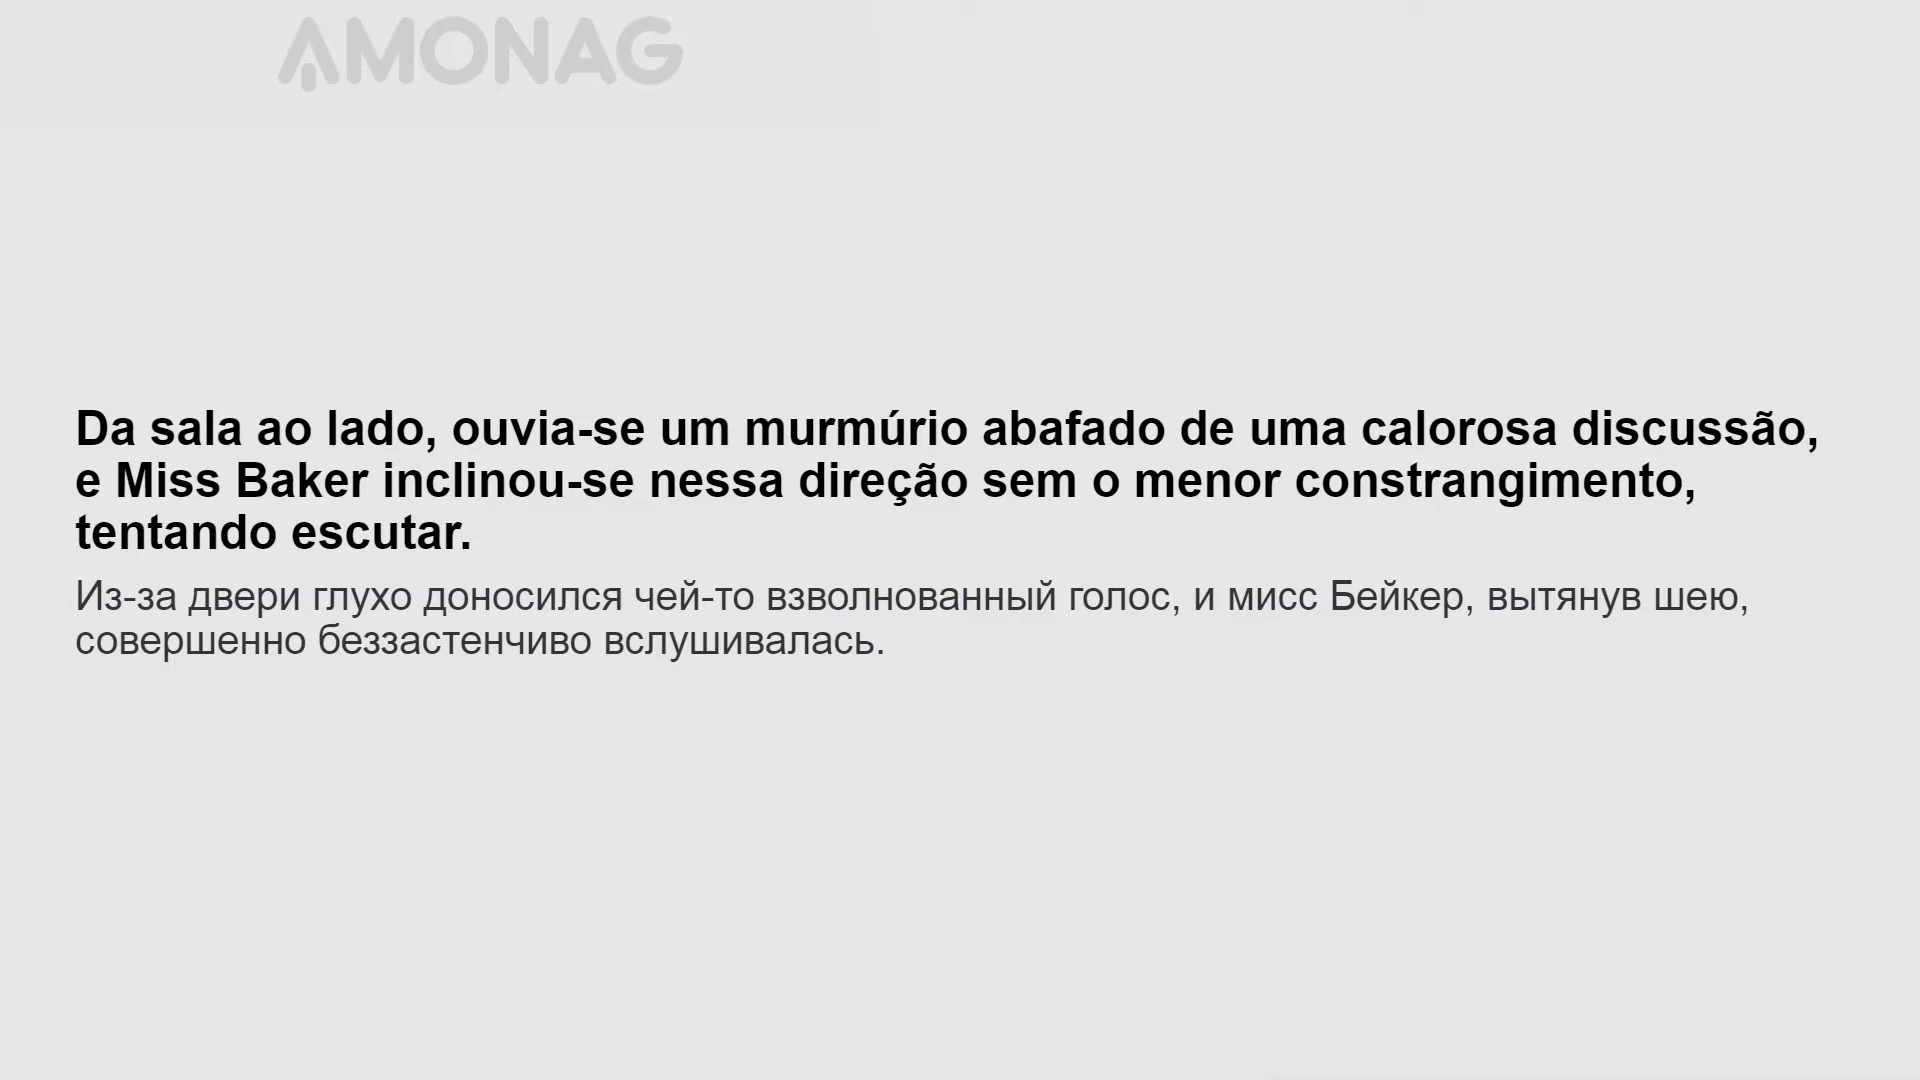 AMONAG
Da sala ao lado, ouvia-se um murmúrio abafado de uma calorosa discussão,
e Miss Baker inclinou-se nessa direção sem o menor constrangimento,
tentando escutar.
Из-за двери глухо доносился чей-то взволнованный голос, и мисс Бейкер, вытянув шею,
совершенно беззастенчиво вслушивалась.